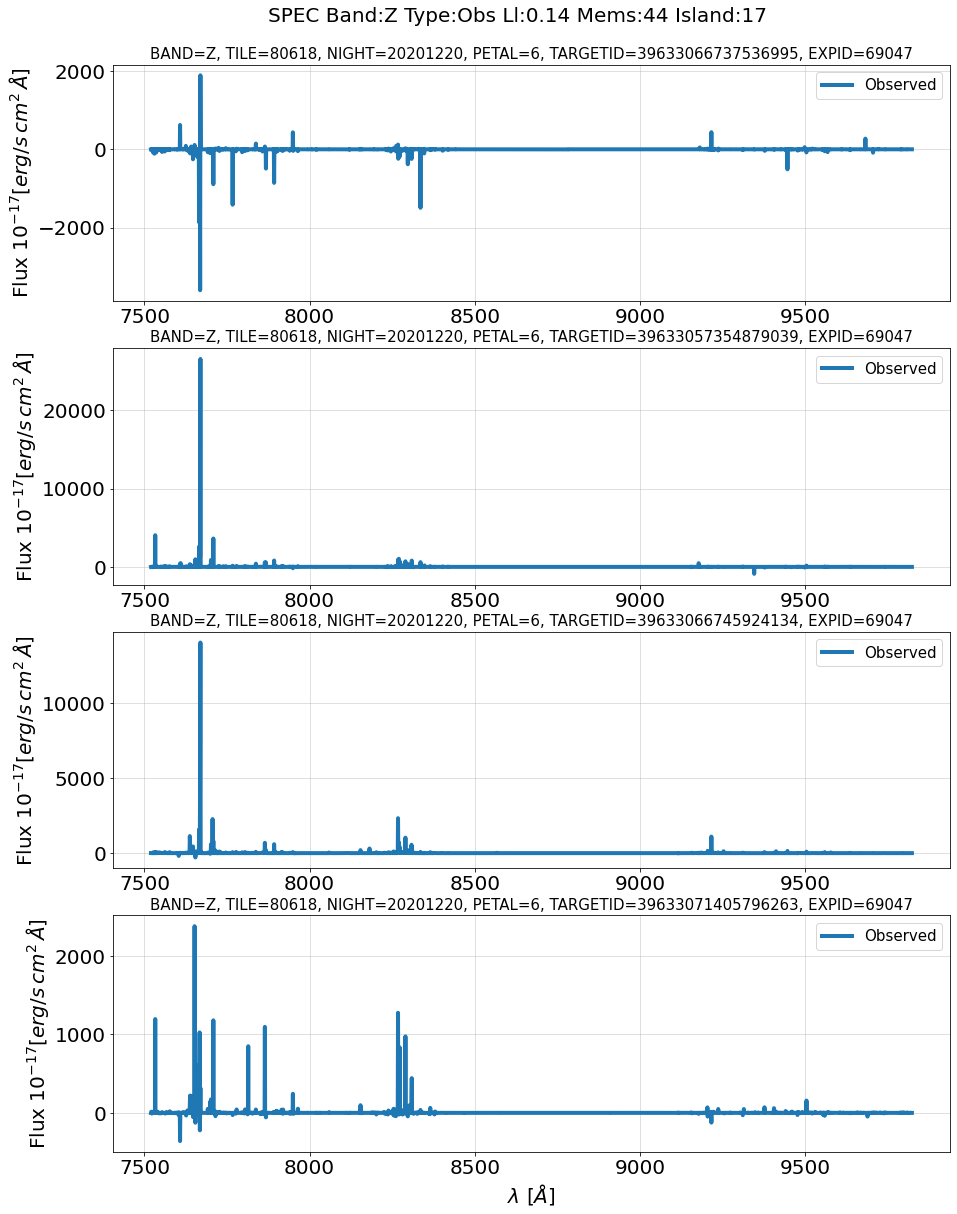 SPEC Band:Z Type:Obs Ll:0.14 Mems:44 Island:17
BAND=Z, TILE=80618, NIGHT=20201220, PETAL=6, TARGETID=39633066737536995, EXPID=69047
Flux 10^{-17}[erg/s cm^2 Å]
2000
0
−2000
Observed
7500 8000 8500 9000 9500
BAND=Z, TILE=80618, NIGHT=20201220, PETAL=6, TARGETID=39633057354879039, EXPID=69047
Flux 10^{-17}[erg/s cm^2 Å]
20000
10000
0
Observed
7500 8000 8500 9000 9500
BAND=Z, TILE=80618, NIGHT=20201220, PETAL=6, TARGETID=39633066745924134, EXPID=69047
Flux 10^{-17}[erg/s cm^2 Å]
10000
5000
0
Observed
7500 8000 8500 9000 9500
BAND=Z, TILE=80618, NIGHT=20201220, PETAL=6, TARGETID=39633071405796263, EXPID=69047
Flux 10^{-17}[erg/s cm^2 Å]
2000
1000
0
Observed
7500 8000 8500 9000 9500
λ [Å]